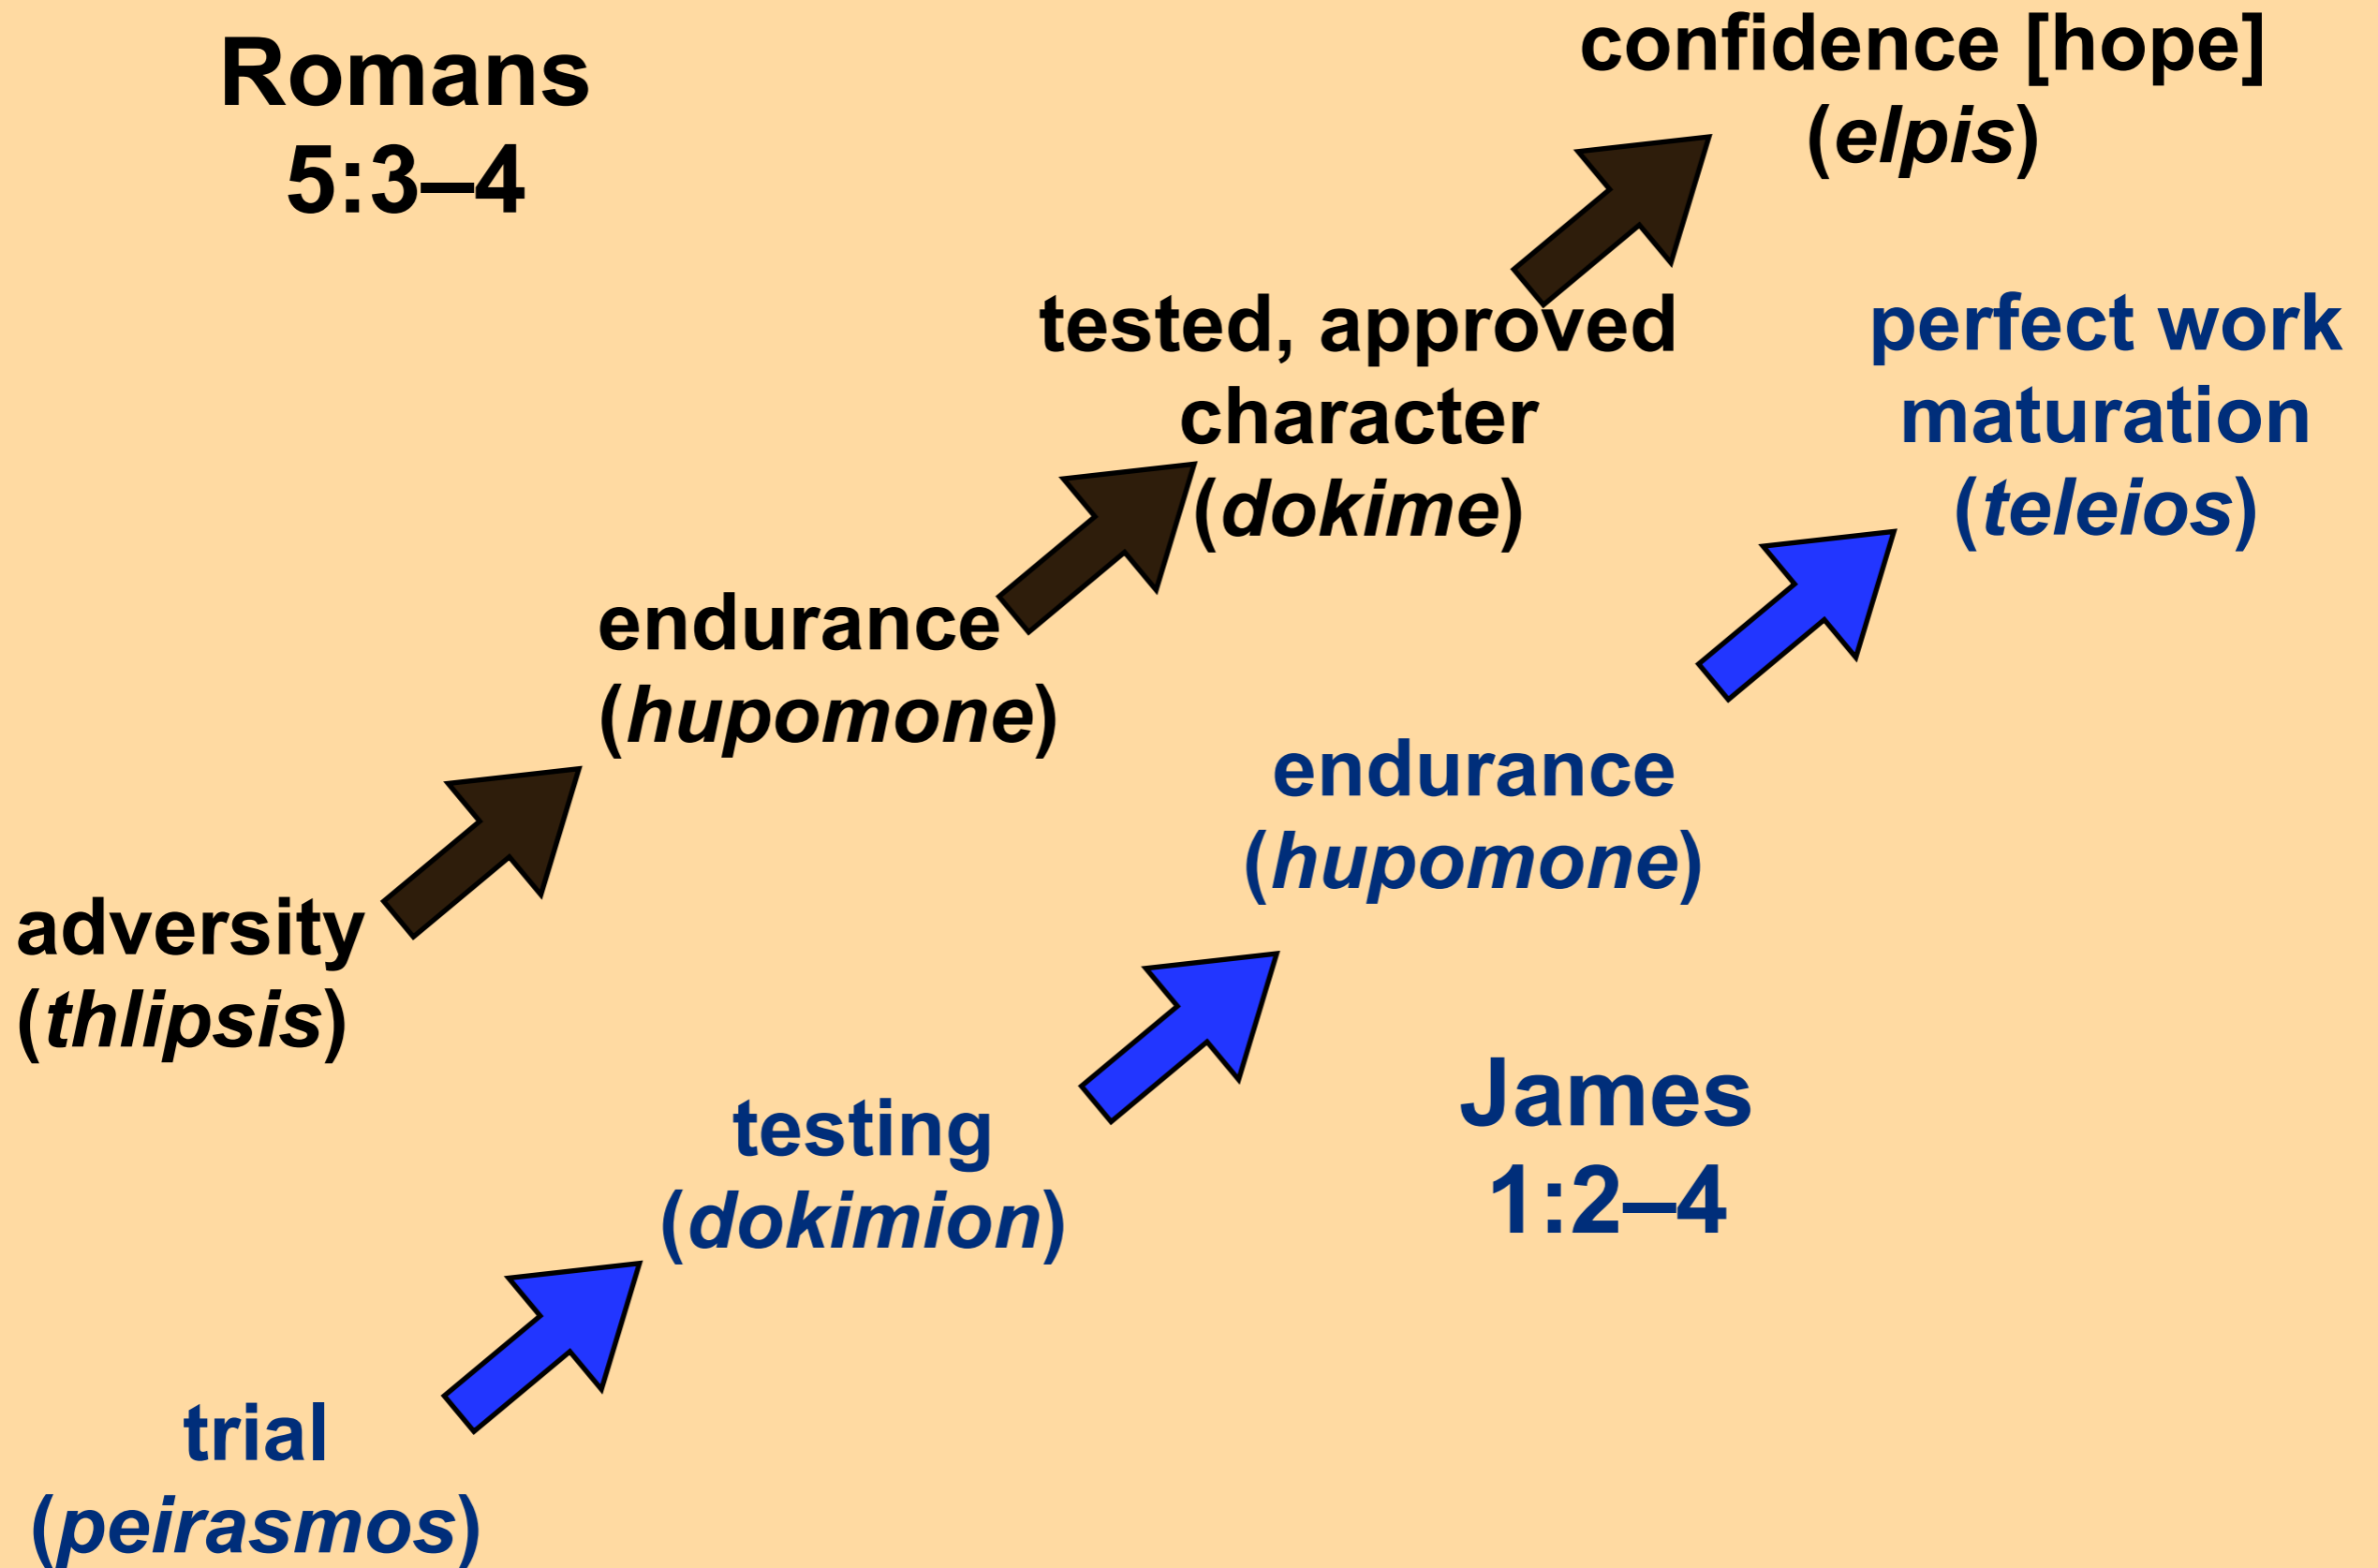 Romans
5:3–4
confidence [hope]
(elpis)
tested, approved
character
(dokime)
endurance
(hupomone)
adversity
(thlipsis)
perfect work
maturation
(teleios)
endurance
(hupomone)
testing
(dokimion)
trial
(peirasmos)
James
1:2–4